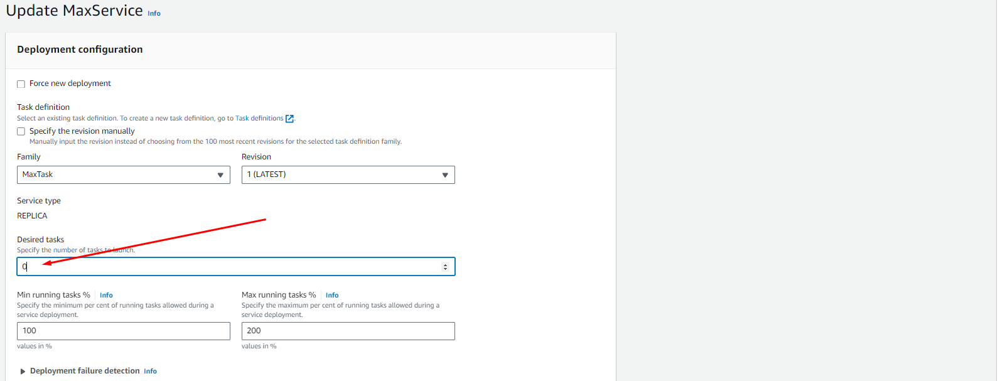 Update MaxService Info
Deployment configuration
Force new deployment
Task definition
Select an existing task definition. To create a new task definition, go to Task definitions.
Specify the revision manually
Manually input the revision instead of choosing from the 100 most recent revisions for the selected task definition family.
Family Revision
MaxTask 1 (LATEST)
Service type
REPLICA
Desired tasks
Specify the number of tasks to launch.
0
Min running tasks % Info Max running tasks % Info
Specify the minimum per cent of running tasks allowed during a
service deployment.
Specify the maximum per cent of running tasks allowed during a
service deployment.
100 200
values in % values in %
Deployment failure detection Info